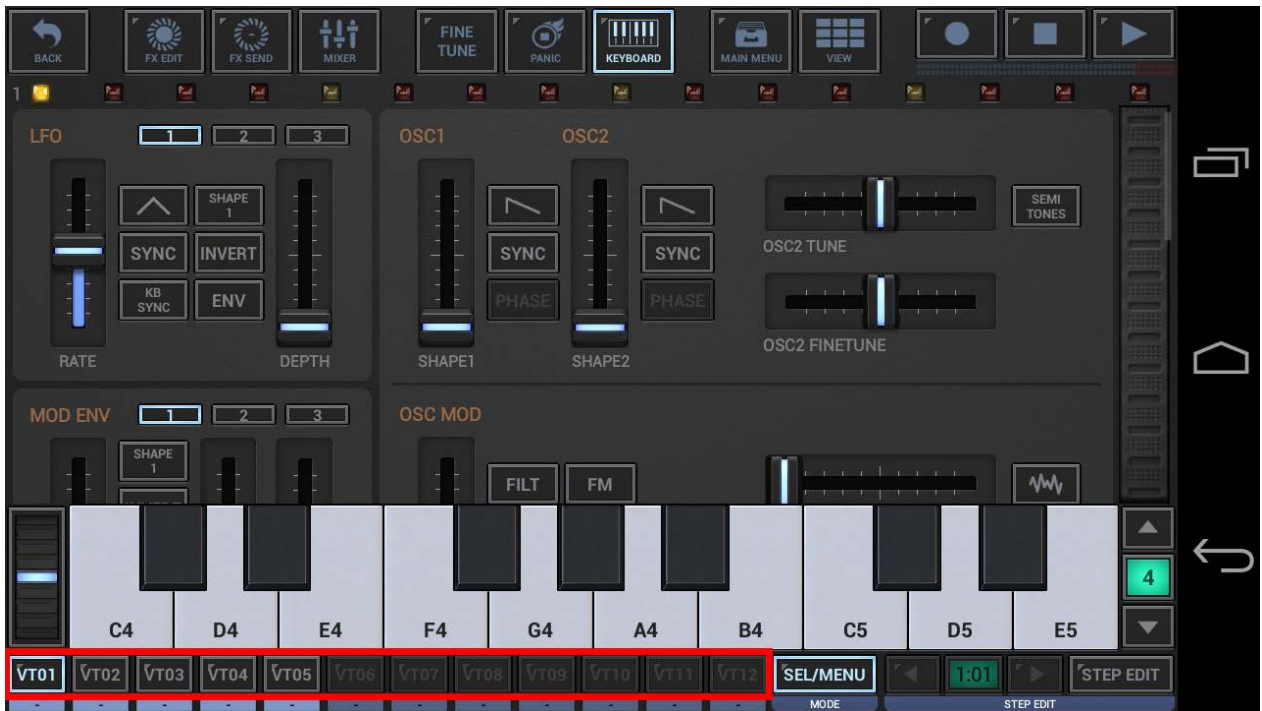 BACK FX EDIT FX SEND MIXER FINE TUNE PANIC KEYBOARD MAIN MENU VIEW
1
LFO 1 2 3 OSC1 OSC2
SHAPE 1 SEMI TONES
SYNC INVERT SYNC SYNC OSC2 TUNE
KB SYNC ENV PHASE PHASE
RATE DEPTH SHAPE1 SHAPE2 OSC2 FINETUNE
MOD ENV 1 2 3 OSC MOD
SHAPE 1
FILT FM
4
C4 D4 E4 F4 G4 A4 B4 C5 D5 E5
VT01 VT02 VT03 VT04 VT05 VT06 VT07 VT08 VT09 VT10 VT11 VT12 SEL/MENU 1:01 STEP EDIT
- - - - - - - - - - - - MODE STEP EDIT